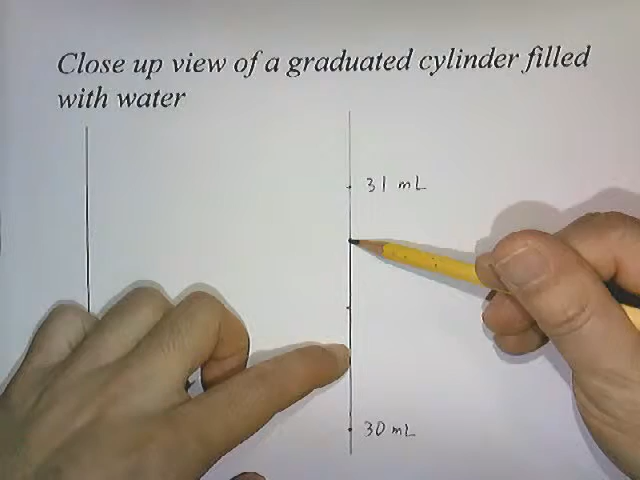 Close up view of a graduated cylinder filled
with water
31 mL
30 mL